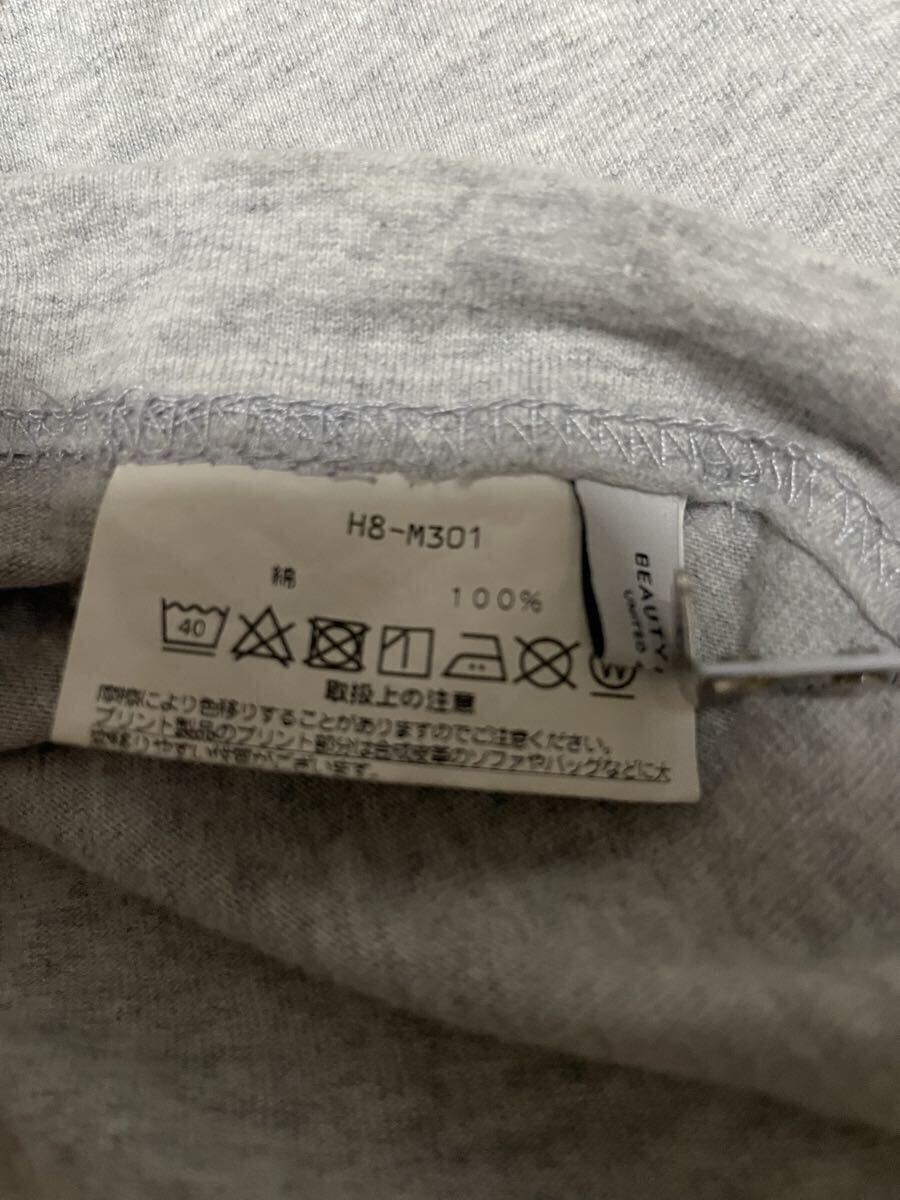 H8-M301
綿 100%
40
W
取扱上の注意
摩擦により色移りすることがありますのでご注意ください。
プリント製品のプリント部分は合成皮革のソファやバッグなどに大
BEAUTY
UNITED